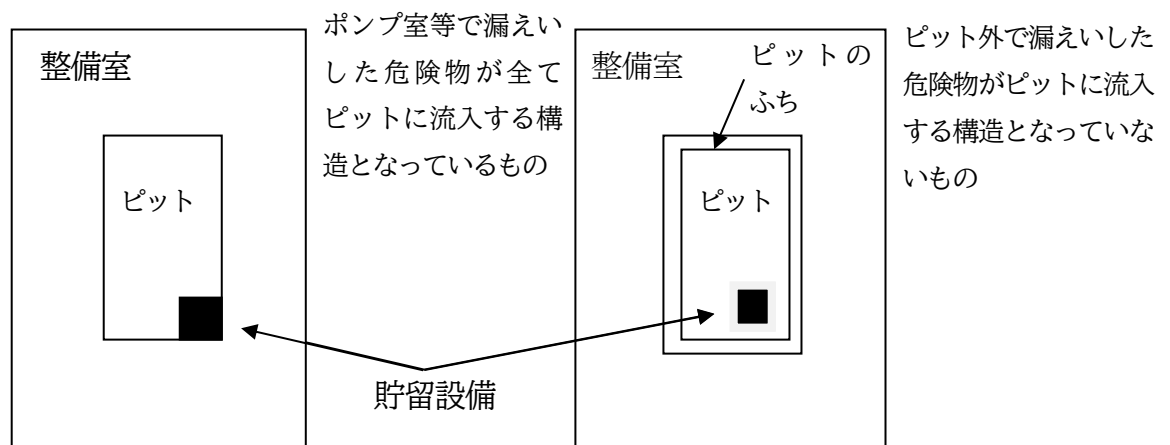 整備室
ポンプ室等で漏えい
した危険物が全て
ピットに流入する構
造となっているもの
ピット
整備室
ピットの
ふち
ピット
ピット外で漏えいした
危険物がピットに流入
する構造となっていな
いもの
貯留設備